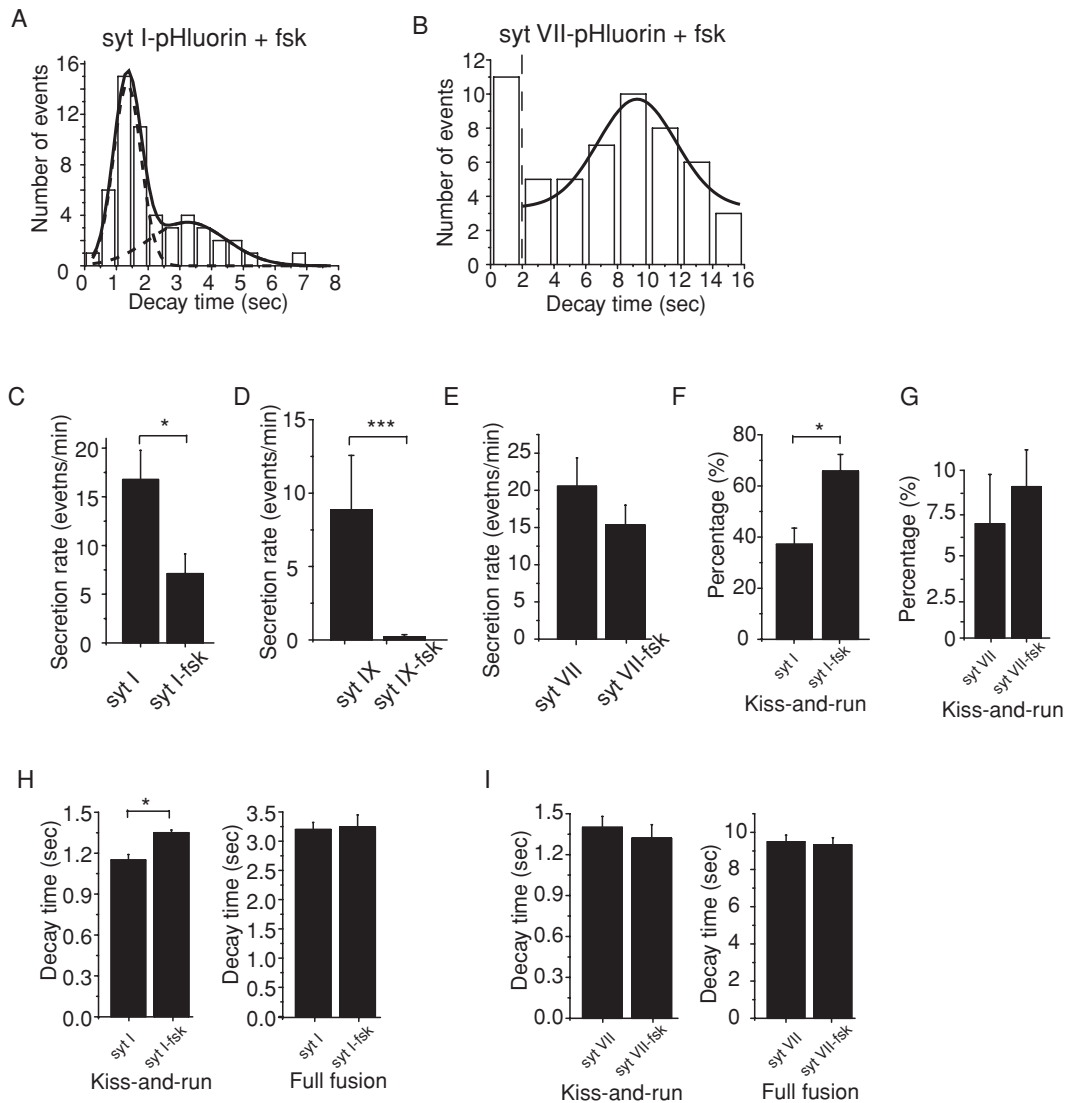 A
syt I-pHluorin + fsk
Number of events
16
12
8
4
0
0 1 2 3 4 5 6 7 8
Decay time (sec)
B
syt VII-pHluorin + fsk
Number of events
12
10
8
6
4
2
0
0 2 4 6 8 10 12 14 16
Decay time (sec)
C
Secretion rate (evetns/min)
20
15
10
5
0
*
syt I
syt I-fsk
D
Secretion rate (events/min)
15
10
5
0
***
syt IX
syt IX-fsk
E
Secretion rate (evetns/min)
25
20
15
10
5
0
syt VII
syt VII-fsk
F
Percentage (%)
80
60
40
20
0
*
syt I
syt I-fsk
Kiss-and-run
G
Percentage (%)
10
7.5
5
2.5
0
syt VII
syt VII-fsk
Kiss-and-run
H
Decay time (sec)
1.5
1.2
0.9
0.6
0.3
0.0
*
syt I
syt I-fsk
Kiss-and-run
Decay time (sec)
3.5
3.0
2.5
2.0
1.5
1.0
0.5
0.0
syt I
syt I-fsk
Full fusion
I
Decay time (sec)
1.5
1.2
0.9
0.6
0.3
0.0
syt VII
syt VII-fsk
Kiss-and-run
Decay time (sec)
10
8
6
4
2
0
syt VII
syt VII-fsk
Full fusion